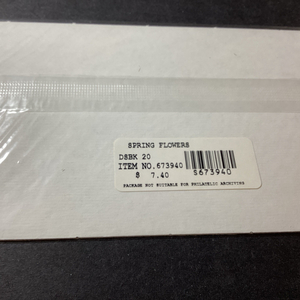 SPRING FLOWERS
DSBK 20
ITEM NO. 673940
$ 7.40
S673940
PACKAGE NOT SUITABLE FOR PHILATELIC ARCHIVING